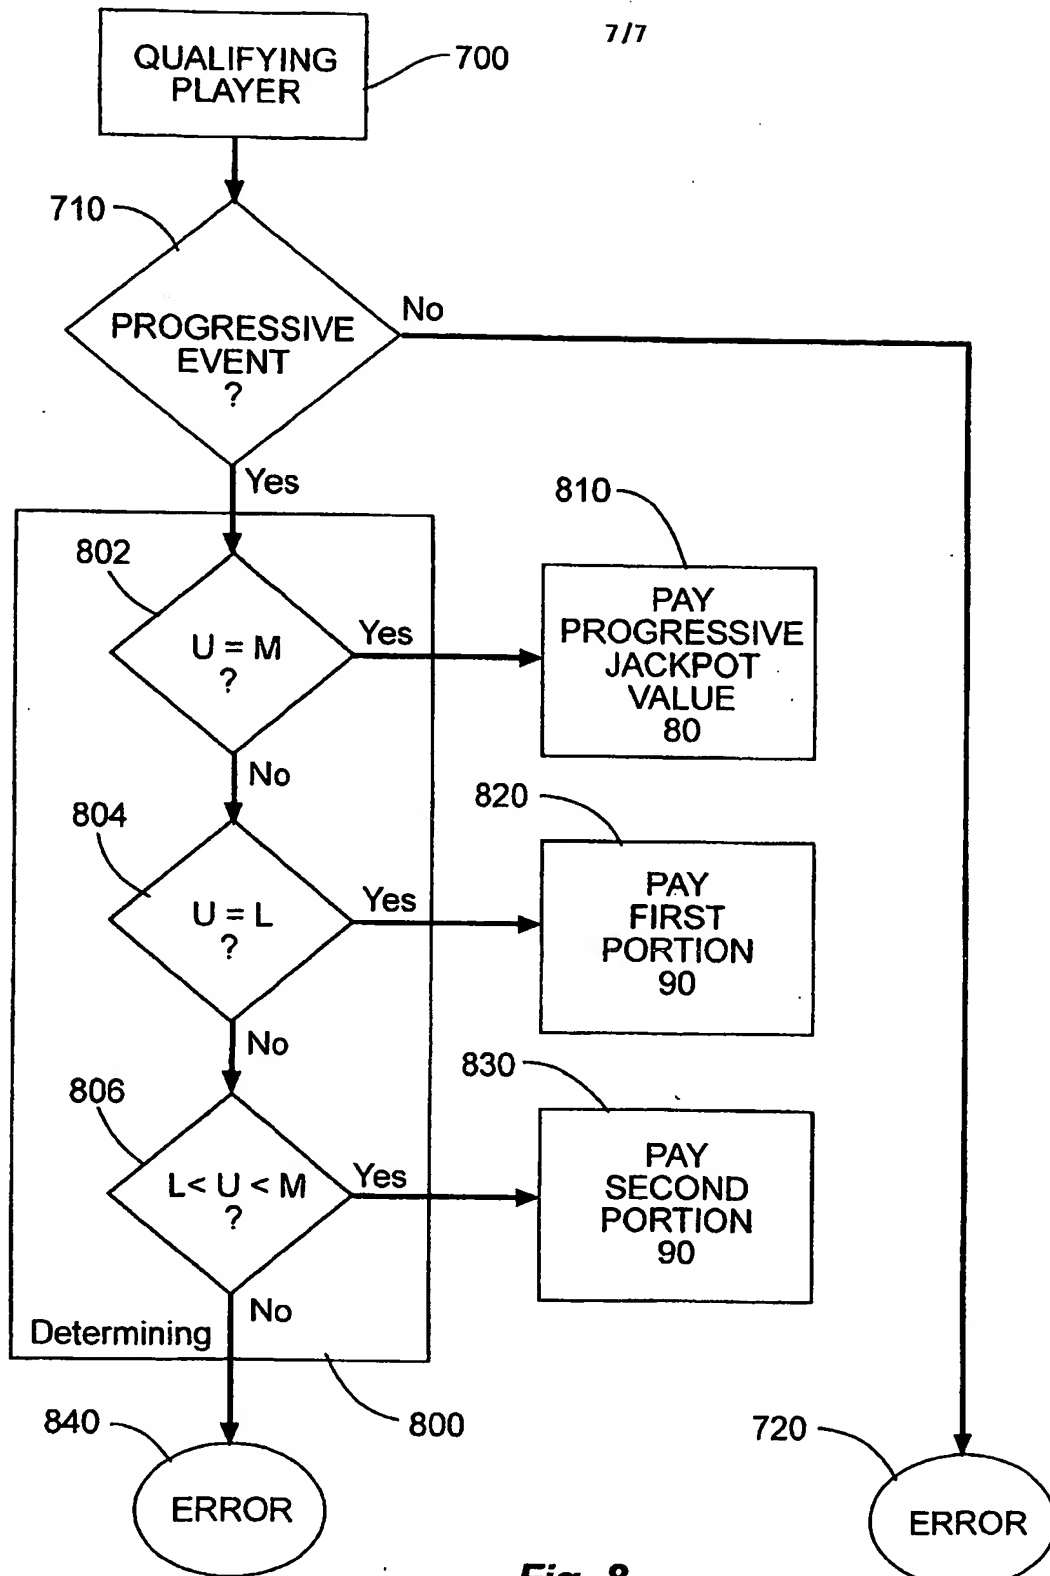 7/7
QUALIFYING
PLAYER
700
710
PROGRESSIVE
EVENT
?
No
Yes
802
U = M
?
Yes
810
PAY
PROGRESSIVE
JACKPOT
VALUE
80
No
804
U = L
?
Yes
820
PAY
FIRST
PORTION
90
No
806
L< U < M
?
Yes
830
PAY
SECOND
PORTION
90
No
Determining
800
840
ERROR
720
ERROR
Fig. 8